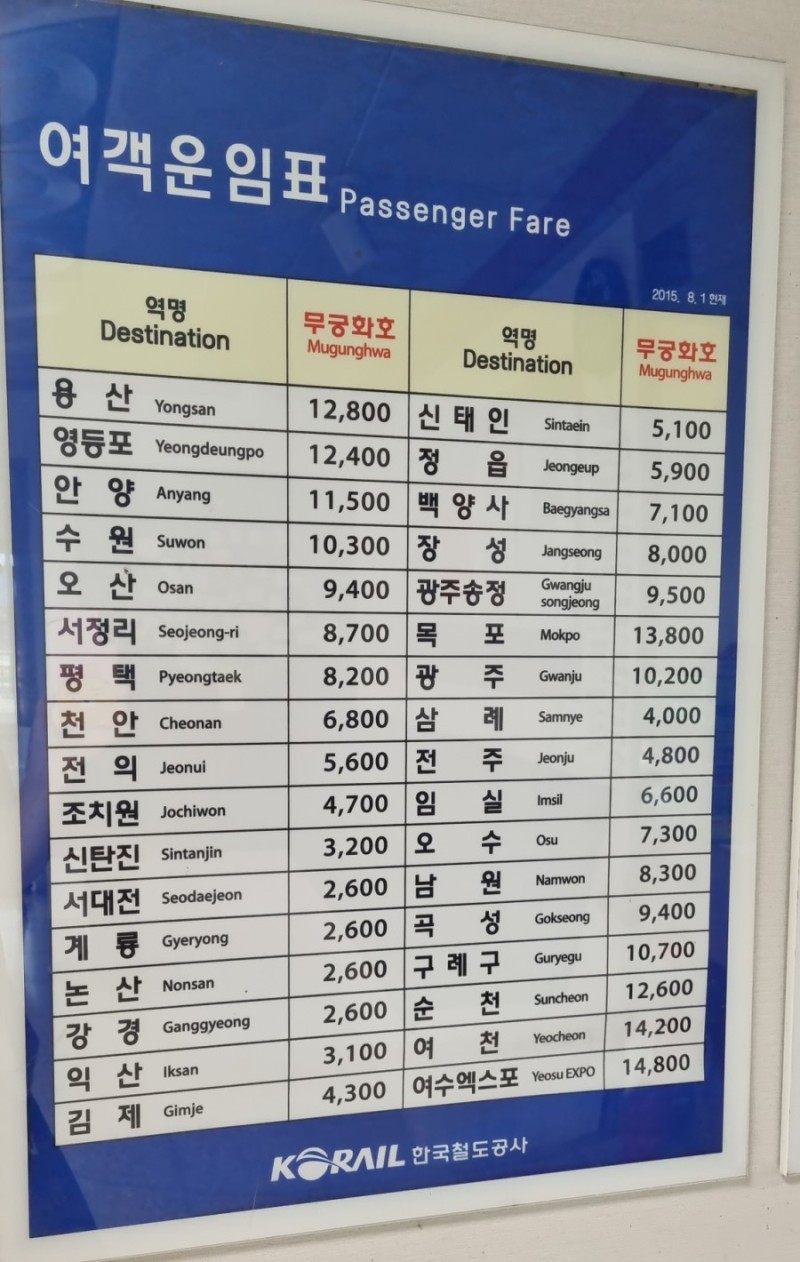 여객운임표 Passenger Fare
2015. 8. 1 현재
역명 무궁화호 역명 무궁화호
Destination Mugunghwa Destination Mugunghwa
용 산 Yongsan 12,800 신 태 인 Sintaein 5,100
영등포 Yeongdeungpo 12,400 정 읍 Jeongeup 5,900
안 양 Anyang 11,500 백 양 사 Baegyangsa 7,100
수 원 Suwon 10,300 장 성 Jangseong 8,000
오 산 Osan 9,400 광주송정 Gwangju songjeong 9,500
서정리 Seojeong-ri 8,700 목 포 Mokpo 13,800
평 택 Pyeongtaek 8,200 광 주 Gwanju 10,200
천 안 Cheonan 6,800 삼 례 Samnye 4,000
전 의 Jeonui 5,600 전 주 Jeonju 4,800
조치원 Jochiwon 4,700 임 실 Imsil 6,600
신탄진 Sintanjin 3,200 오 수 Osu 7,300
서대전 Seodaejeon 2,600 남 원 Namwon 8,300
계 룡 Gyeryong 2,600 곡 성 Gokseong 9,400
논 산 Nonsan 2,600 구 례 구 Guryegu 10,700
강 경 Ganggyeong 2,600 순 천 Suncheon 12,600
익 산 Iksan 3,100 여 천 Yeocheon 14,200
김 제 Gimje 4,300 여수엑스포 Yeosu EXPO 14,800
KORAIL 한국철도공사